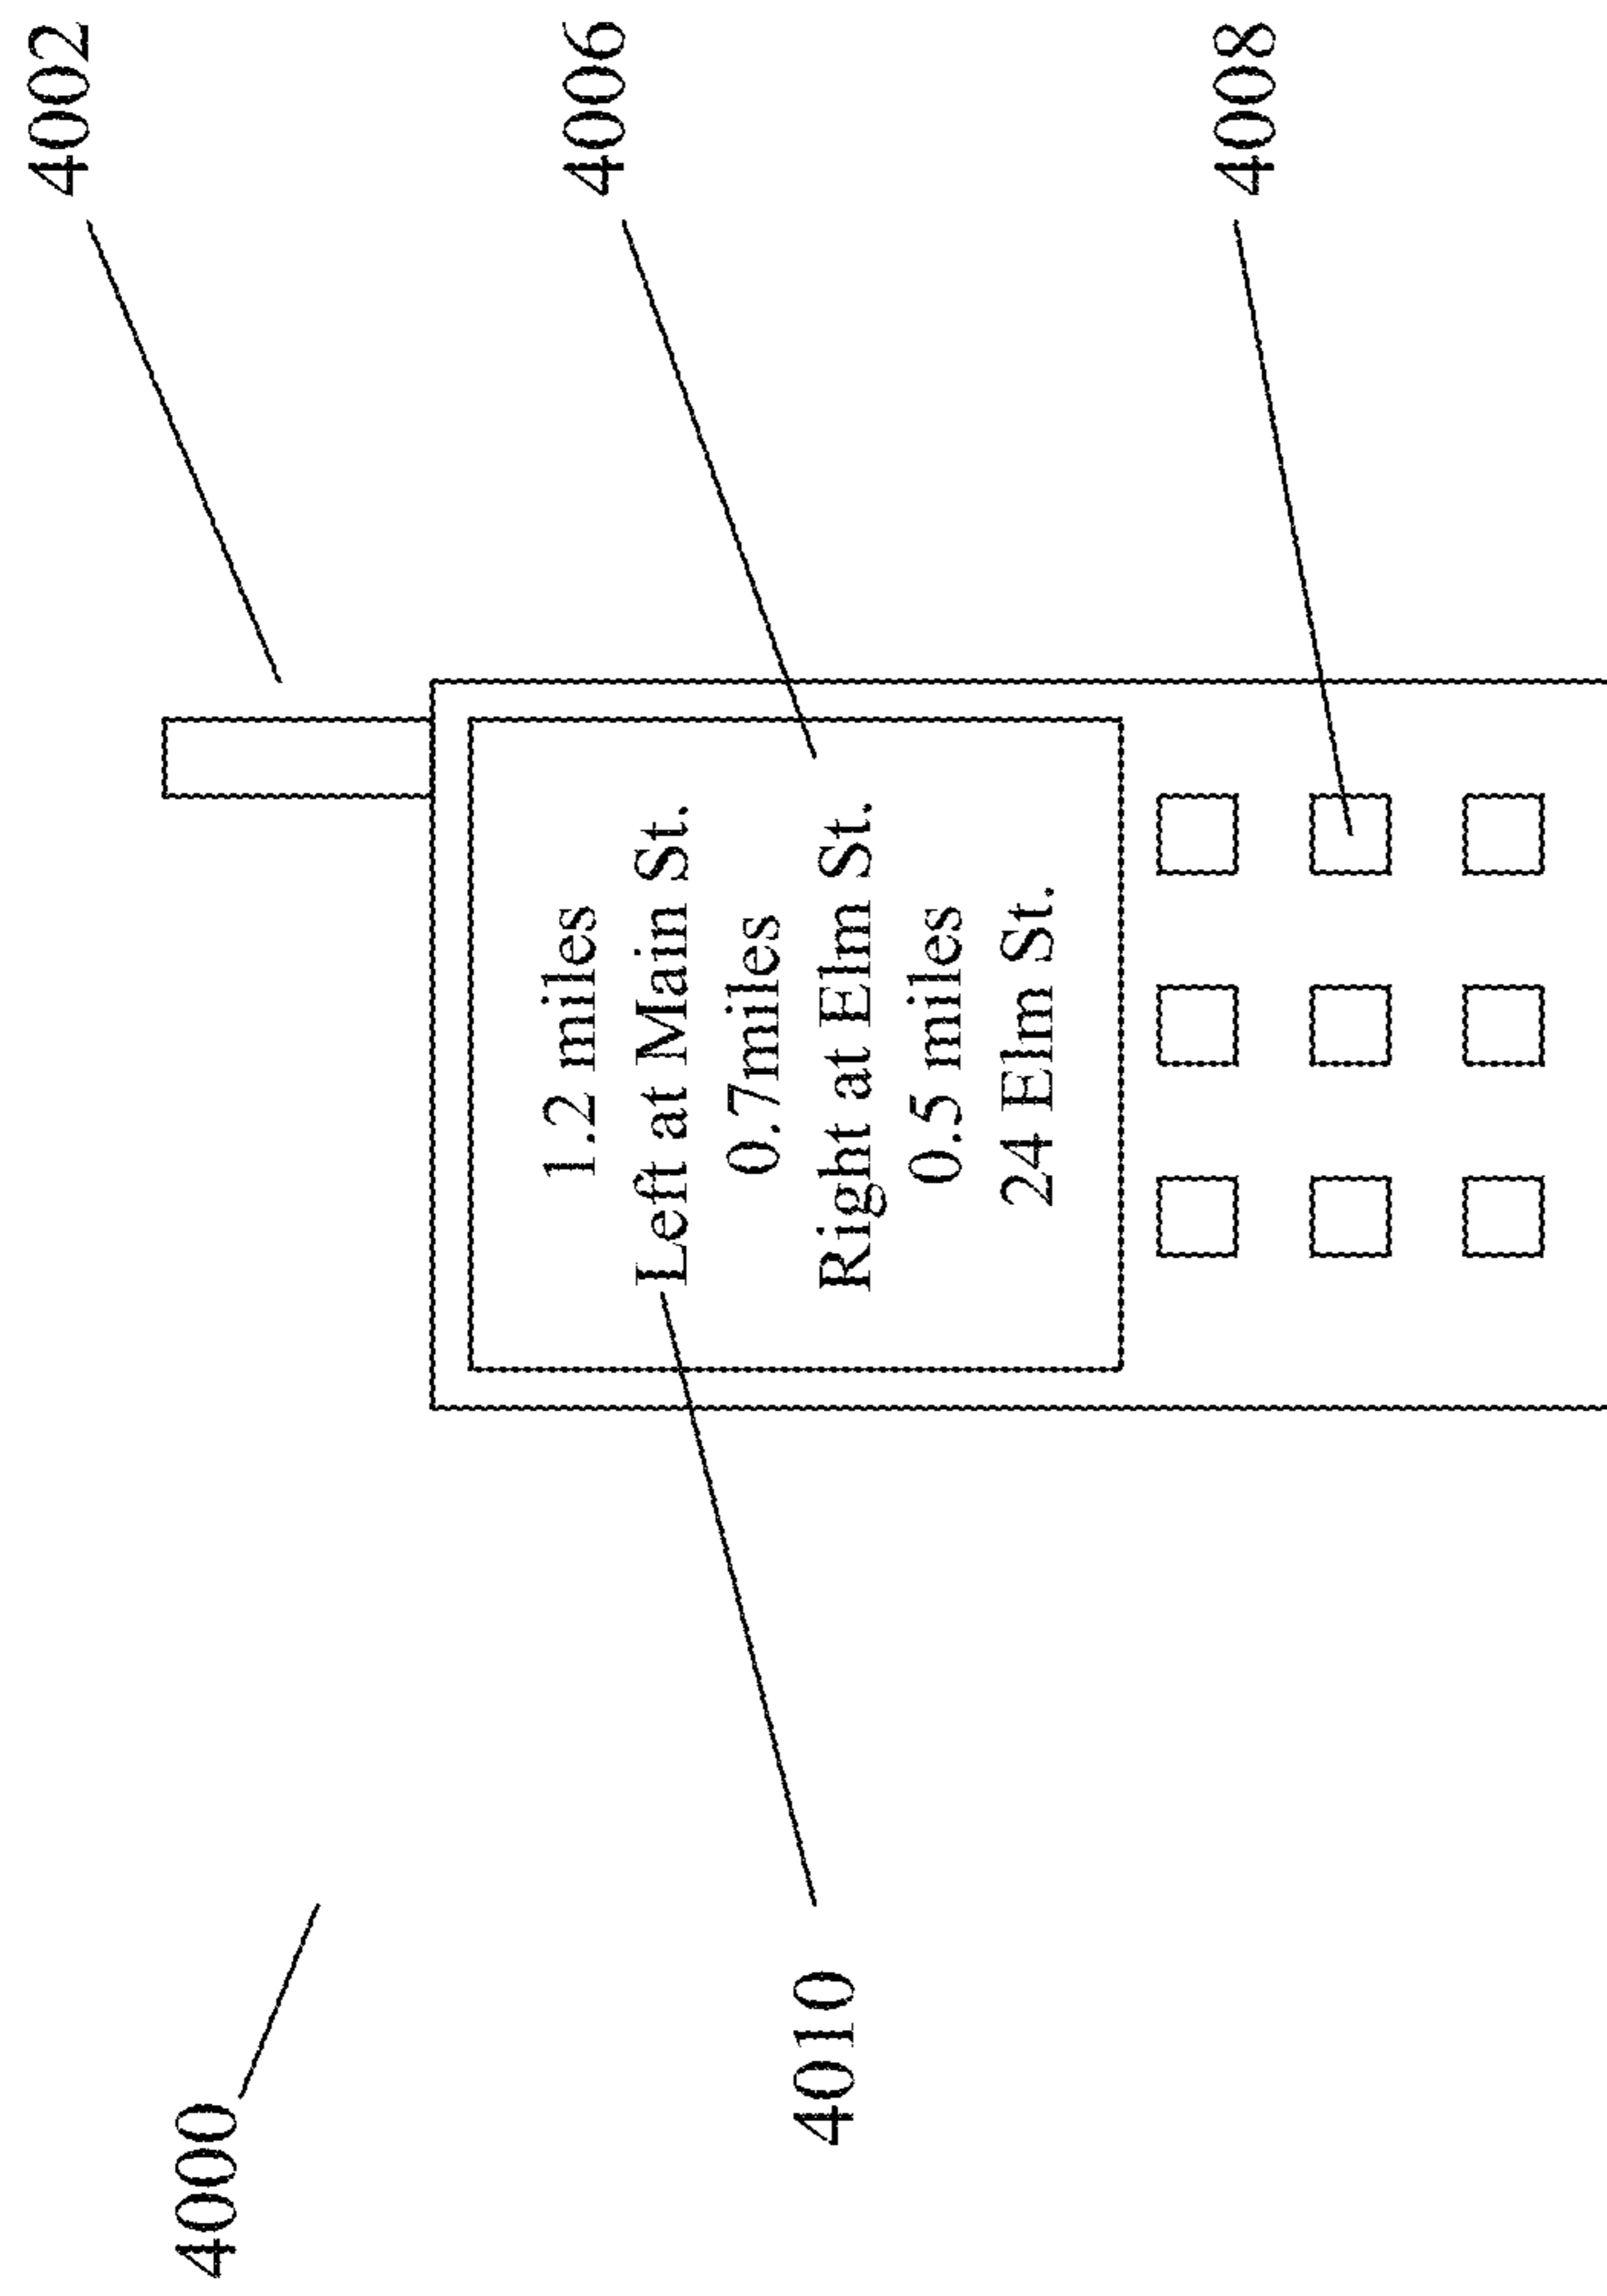 4002
4000
4006
1.2 miles
Left at Main St.
0.7miles
Right at Elm St.
0.5 miles
24 Elm St.
4010
4008